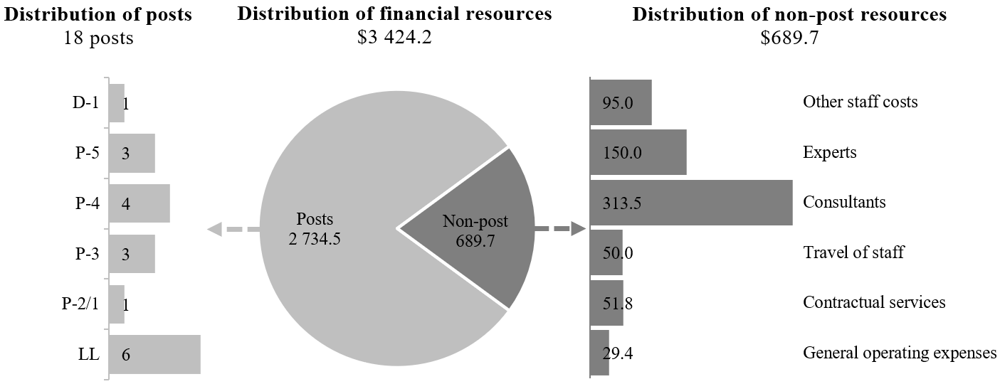 Distribution of posts
18 posts
D-1
1
P-5
3
P-4
4
P-3
3
P-2/1
1
LL
6
Distribution of financial resources
$3 424.2
Posts
2 734.5
Non-post
689.7
Distribution of non-post resources
$689.7
95.0 Other staff costs
150.0 Experts
313.5 Consultants
50.0 Travel of staff
51.8 Contractual services
29.4 General operating expenses